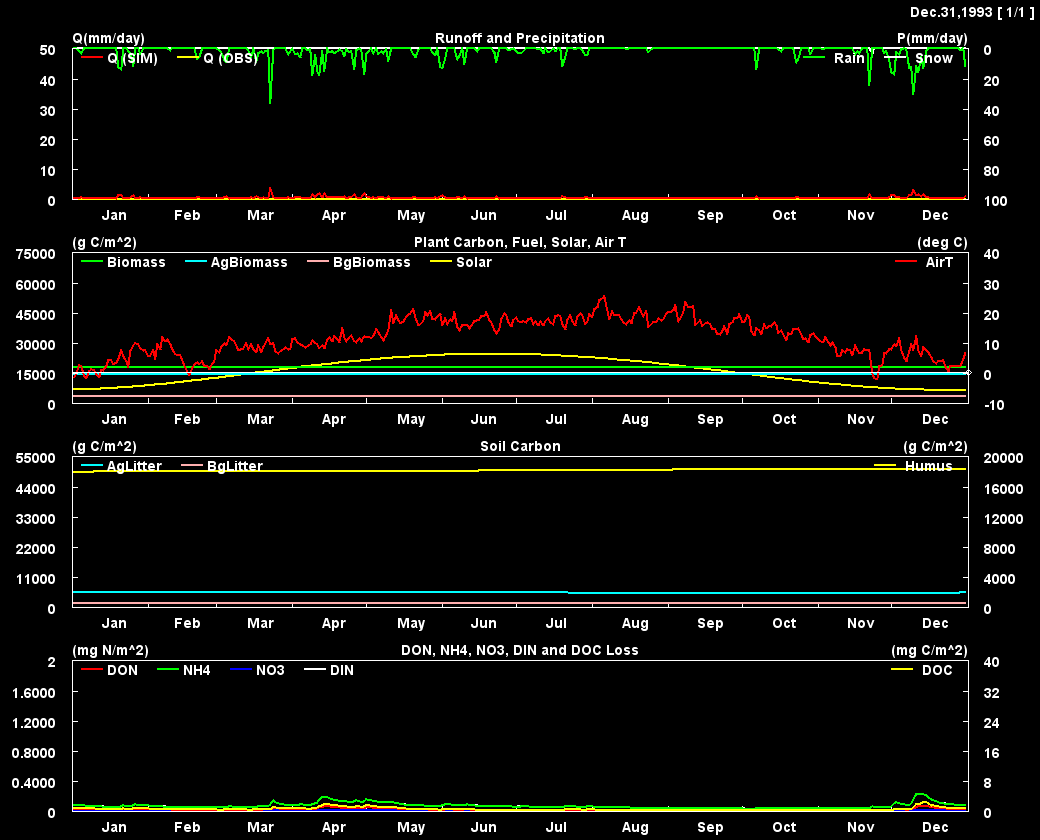 Dec.31,1993 [ 1/1 ]
Q(mm/day) Runoff and Precipitation P(mm/day)
50 Q (SIM) Q (OBS) Rain Snow 0
40 20
30 40
20 60
10 80
0 100
Jan Feb Mar Apr May Jun Jul Aug Sep Oct Nov Dec
(g C/m^2) Plant Carbon, Fuel, Solar, Air T (deg C)
75000 Biomass AgBiomass BgBiomass Solar AirT 40
60000 30
45000 20
30000 10
15000 0
0 -10
Jan Feb Mar Apr May Jun Jul Aug Sep Oct Nov Dec
(g C/m^2) Soil Carbon (g C/m^2)
55000 AgLitter BgLitter Humus 20000
44000 16000
33000 12000
22000 8000
11000 4000
0 0
Jan Feb Mar Apr May Jun Jul Aug Sep Oct Nov Dec
(mg N/m^2) DON, NH4, NO3, DIN and DOC Loss (mg C/m^2)
2 DON NH4 NO3 DIN DOC 40
1.6000 32
1.2000 24
0.8000 16
0.4000 8
0 0
Jan Feb Mar Apr May Jun Jul Aug Sep Oct Nov Dec